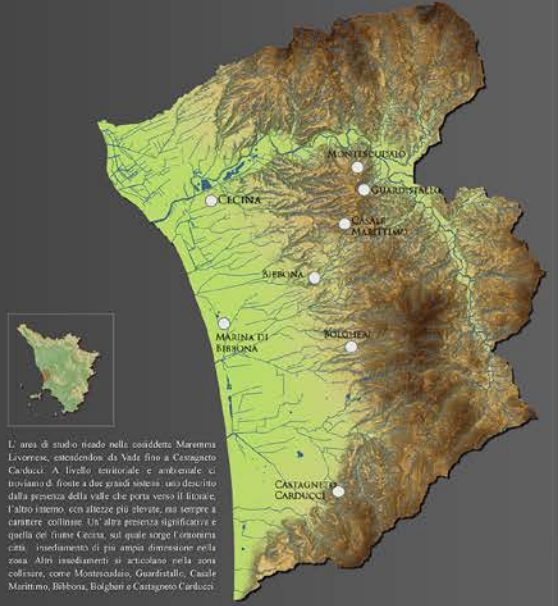 MONTESCUDAIO
GUARDISTALLO
CECINA
CASALE
MARITTIMO
BIBBONA
MARINA DI
BIBBONA
BOLGHERI
CASTAGNETO
CARDUCCI
L' area di studio risade nella cosiddetta Maremma
Livornese, estendendosi da Vada fino a Castagneto
Carducci. A livello territoriale e ambientale ci
troviamo di fronte a due grandi sistemi: uno descritto
dalla presenza della valle che porta verso il litorale,
l'altro interno, con altezze più elevate, ma sempre a
carattere collinare. Un' altra presenza significativa e
quella del fiume Cecina, sul quale sorge l'omonima
città, insediamento di più ampia dimensione nella
zona. Altri insediamenti si articolano nella zona
collinare, come Montescudaio, Guardistallo, Casale
Marittimo, Bibbona, Bolgheri e Castagneto Carducci.